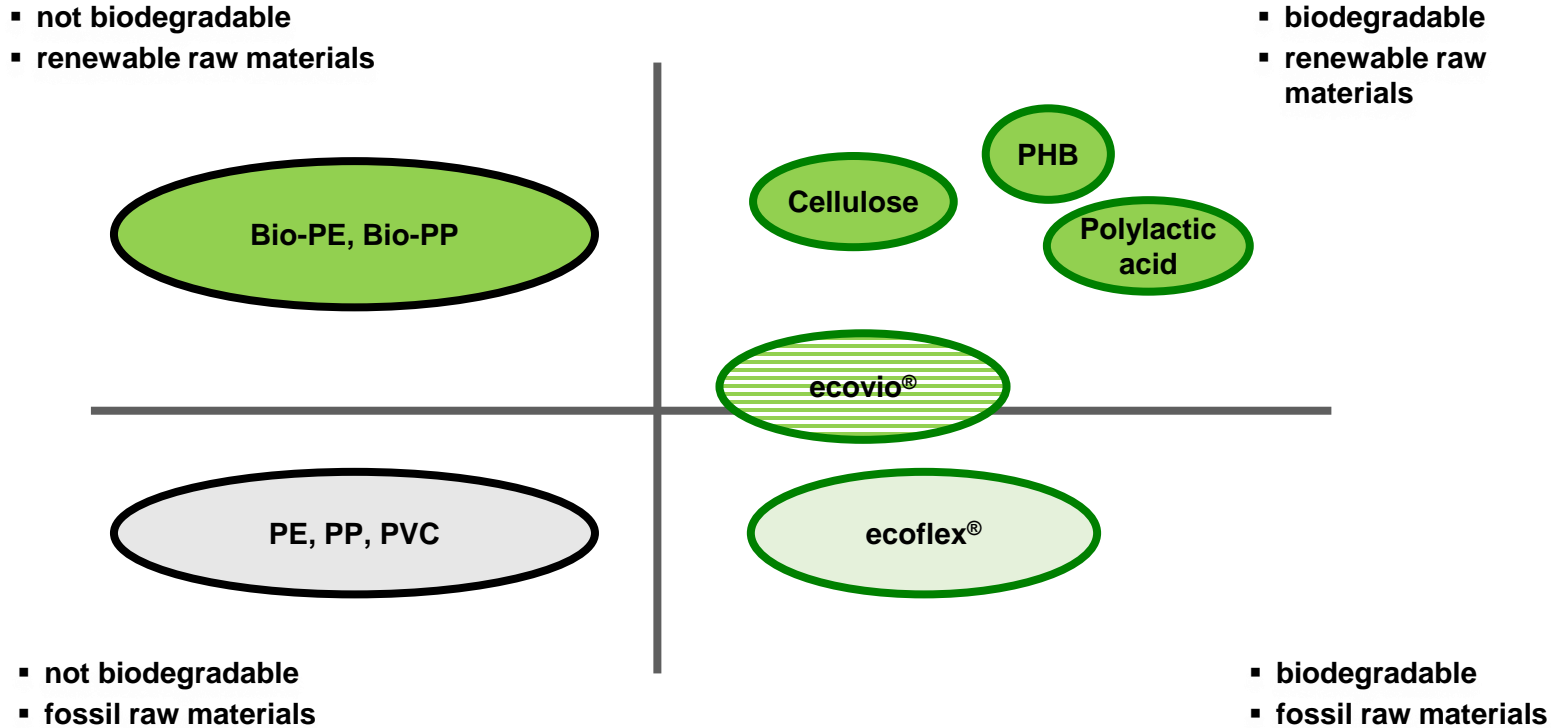 ▪ not biodegradable
▪ renewable raw materials
▪ biodegradable
▪ renewable raw
materials
PHB
Cellulose
Polylactic
acid
Bio-PE, Bio-PP
ecovio®
PE, PP, PVC
ecoflex®
▪ not biodegradable
▪ fossil raw materials
▪ biodegradable
▪ fossil raw materials